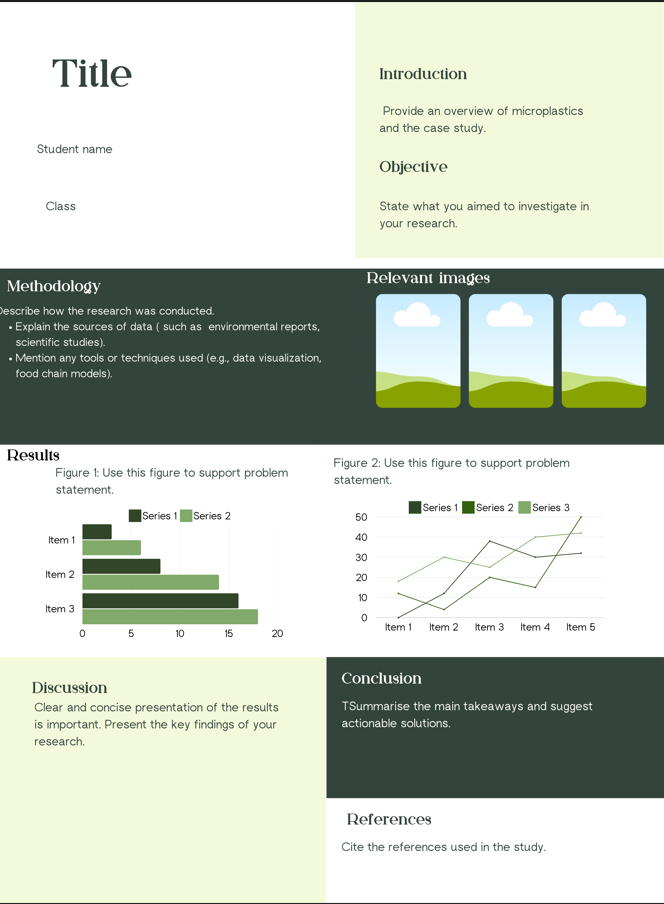 Title
Student name
Class
Introduction
Provide an overview of microplastics
and the case study.
Objective
State what you aimed to investigate in
your research.
Methodology
Describe how the research was conducted.
• Explain the sources of data ( such as environmental reports,
scientific studies).
• Mention any tools or techniques used (e.g., data visualization,
food chain models).
Relevant images
Results
Figure 1: Use this figure to support problem
statement.
Series 1 Series 2
Item 1
Item 2
Item 3
0 5 10 15 20
Figure 2: Use this figure to support problem
statement.
Series 1 Series 2 Series 3
50
40
30
20
10
0
Item 1 Item 2 Item 3 Item 4 Item 5
Discussion
Clear and concise presentation of the results
is important. Present the key findings of your
research.
Conclusion
TSummarise the main takeaways and suggest
actionable solutions.
References
Cite the references used in the study.